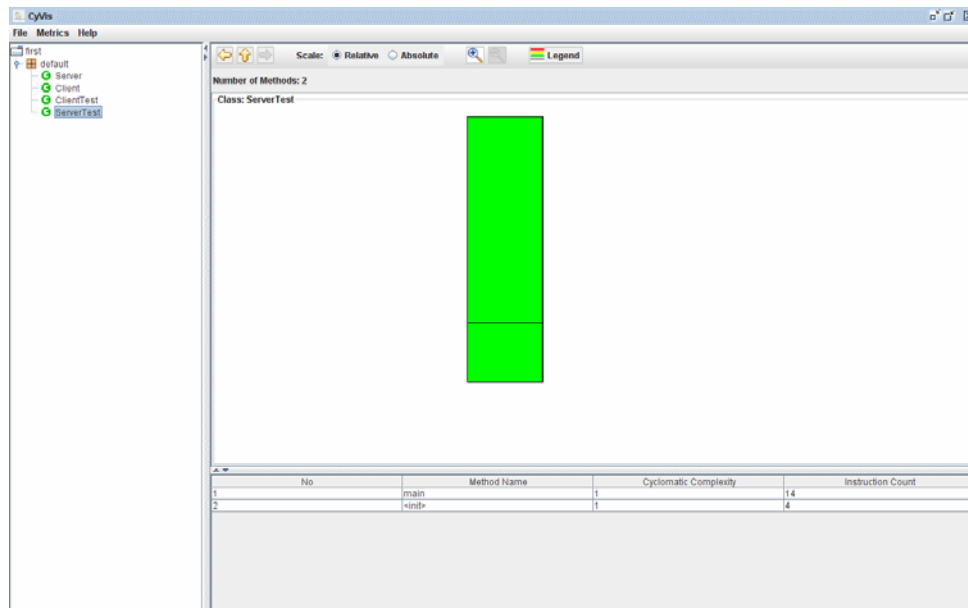 CyVis
File Metrics Help
first
default
Server
Client
ClientTest
ServerTest
Scale: Relative Absolute Legend
Number of Methods: 2
Class: ServerTest
No Method Name Cyclomatic Complexity Instruction Count
1 main 1 14
2 <init> 1 4